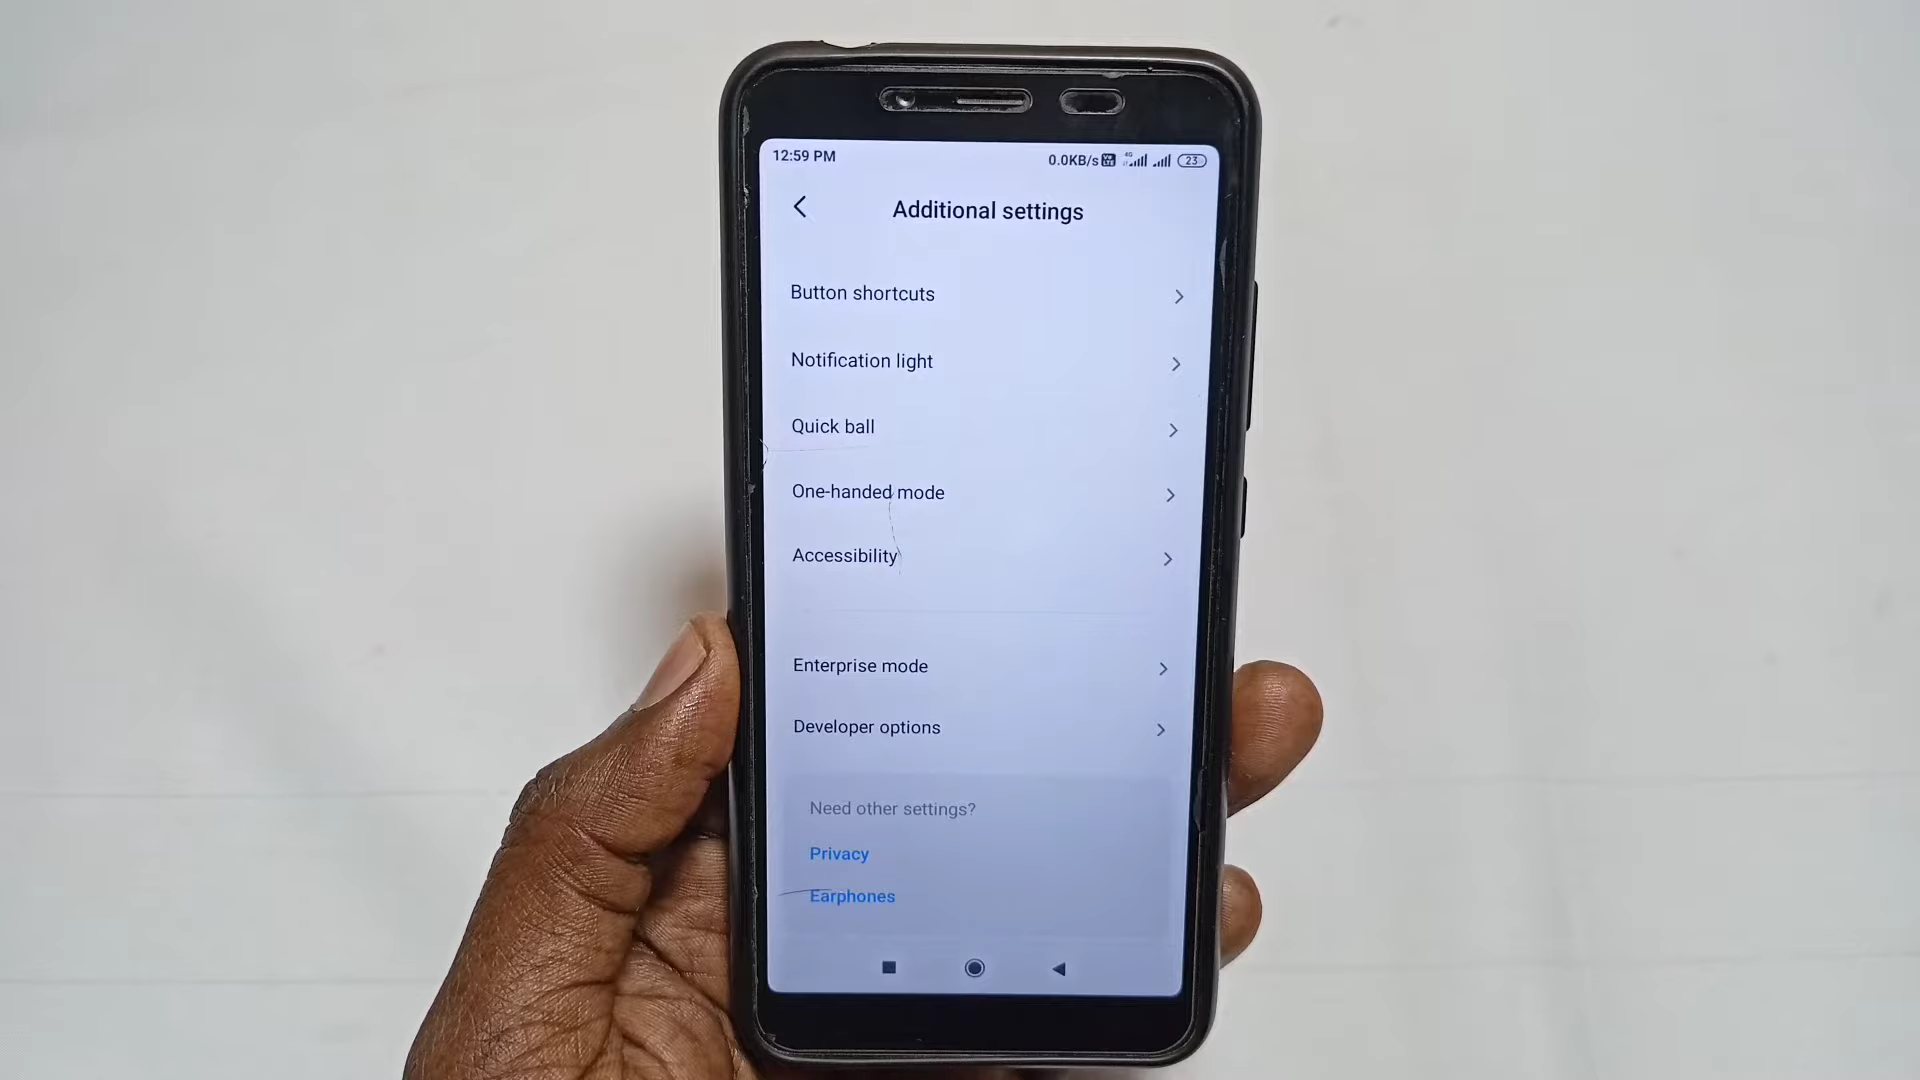 12:59 PM 0.0KB/s 4G 23
Additional settings
Button shortcuts
Notification light
Quick ball
One-handed mode
Accessibility
Enterprise mode
Developer options
Need other settings?
Privacy
Earphones